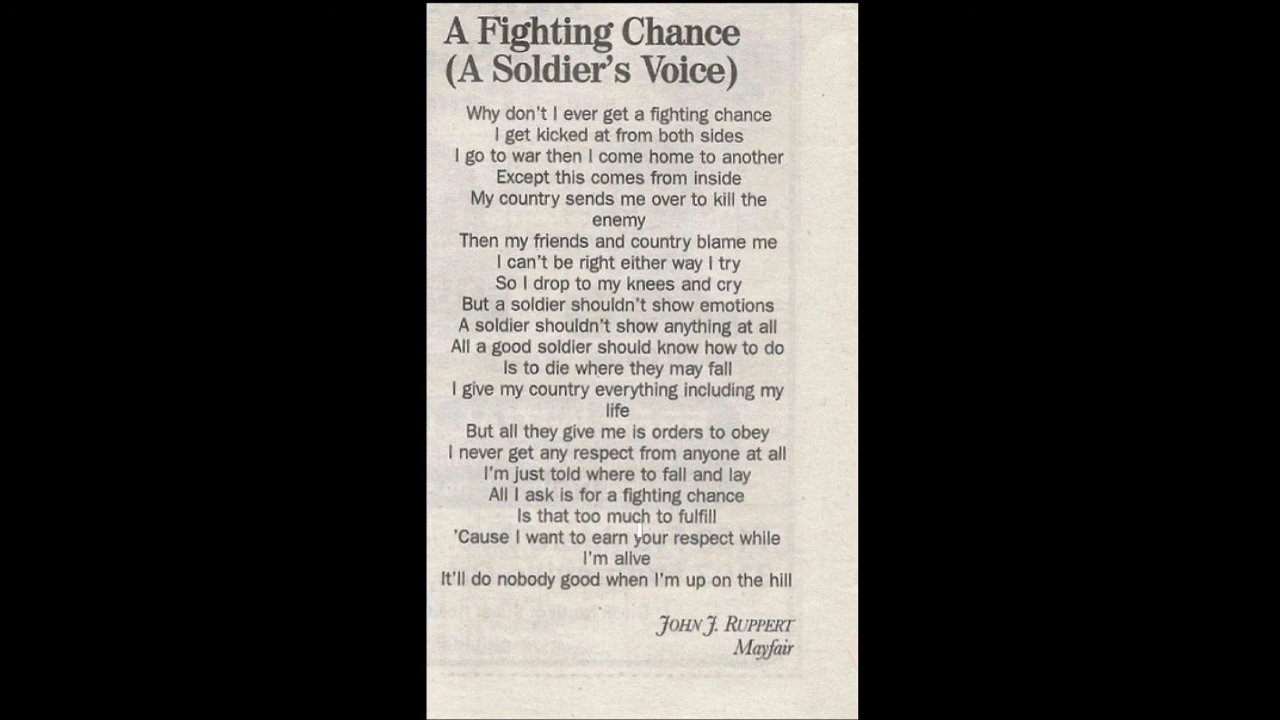 A Fighting Chance
(A Soldier's Voice)
Why don't I ever get a fighting chance
I get kicked at from both sides
I go to war then I come home to another
Except this comes from inside
My country sends me over to kill the
enemy
Then my friends and country blame me
I can't be right either way I try
So I drop to my knees and cry
But a soldier shouldn't show emotions
A soldier shouldn't show anything at all
All a good soldier should know how to do
Is to die where they may fall
I give my country everything including my
life
But all they give me is orders to obey
I never get any respect from anyone at all
I'm just told where to fall and lay
All I ask is for a fighting chance
Is that too much to fulfill
'Cause I want to earn your respect while
I'm alive
It'll do nobody good when I'm up on the hill
JOHN J. RUPPERT
Mayfair